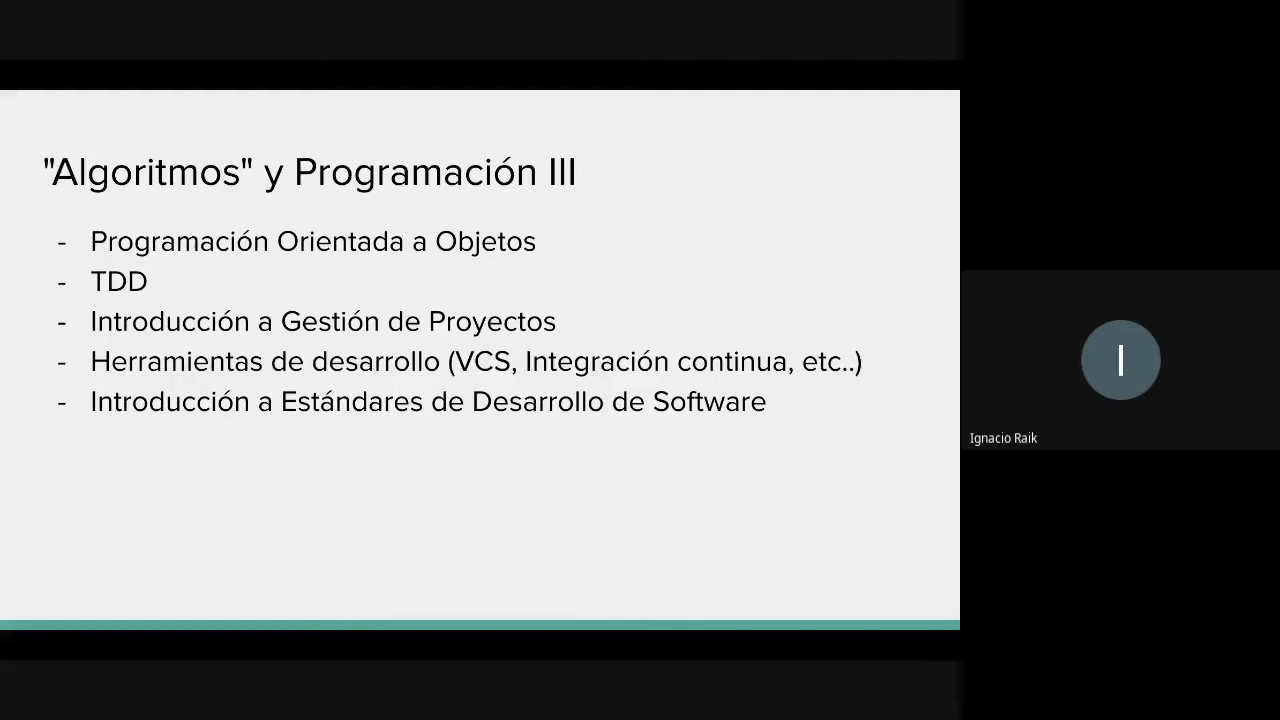 "Algoritmos" y Programación III
- Programación Orientada a Objetos
- TDD
- Introducción a Gestión de Proyectos
- Herramientas de desarrollo (VCS, Integración continua, etc..)
- Introducción a Estándares de Desarrollo de Software
I
Ignacio Raik